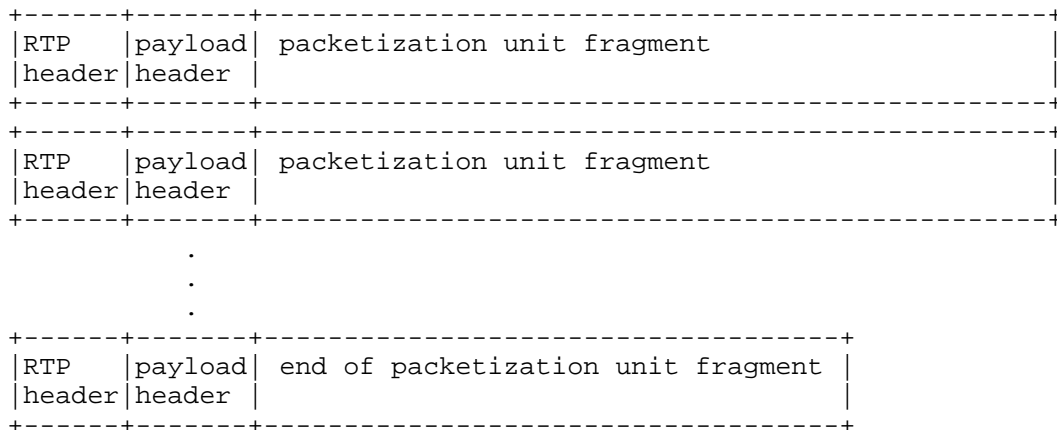 +------+-------+-------------------------------------------------+
|RTP   |payload| packetization unit fragment                     |
|header|header |                                                 |
+------+-------+-------------------------------------------------+
+------+-------+-------------------------------------------------+
|RTP   |payload| packetization unit fragment                     |
|header|header |                                                 |
+------+-------+-------------------------------------------------+
           .
           .
           .
+------+-------+------------------------------------+
|RTP   |payload| end of packetization unit fragment |
|header|header |                                    |
+------+-------+------------------------------------+